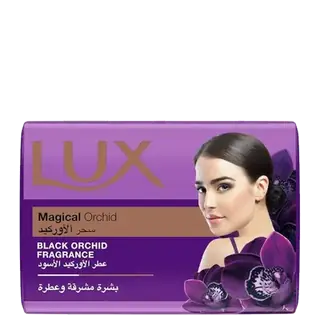 LUX
Magical Orchid
سحر الأوركيد
BLACK ORCHID
FRAGRANCE
عطر الأوركيد الأسود
بشرة مشرقة وعطرة